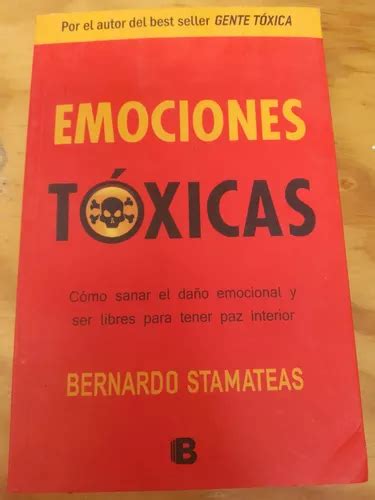 Por el autor del best seller GENTE TÓXICA
EMOCIONES
TÓXICAS
Cómo sanar el daño emocional y
ser libres para tener paz interior
BERNARDO STAMATEAS
B